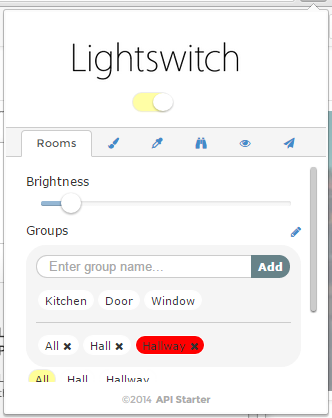 Lightswitch
Rooms
Brightness
Groups
Enter group name... Add
Kitchen Door Window
All × Hall × Hallway ×
All Hall Hallway
©2014 API Starter